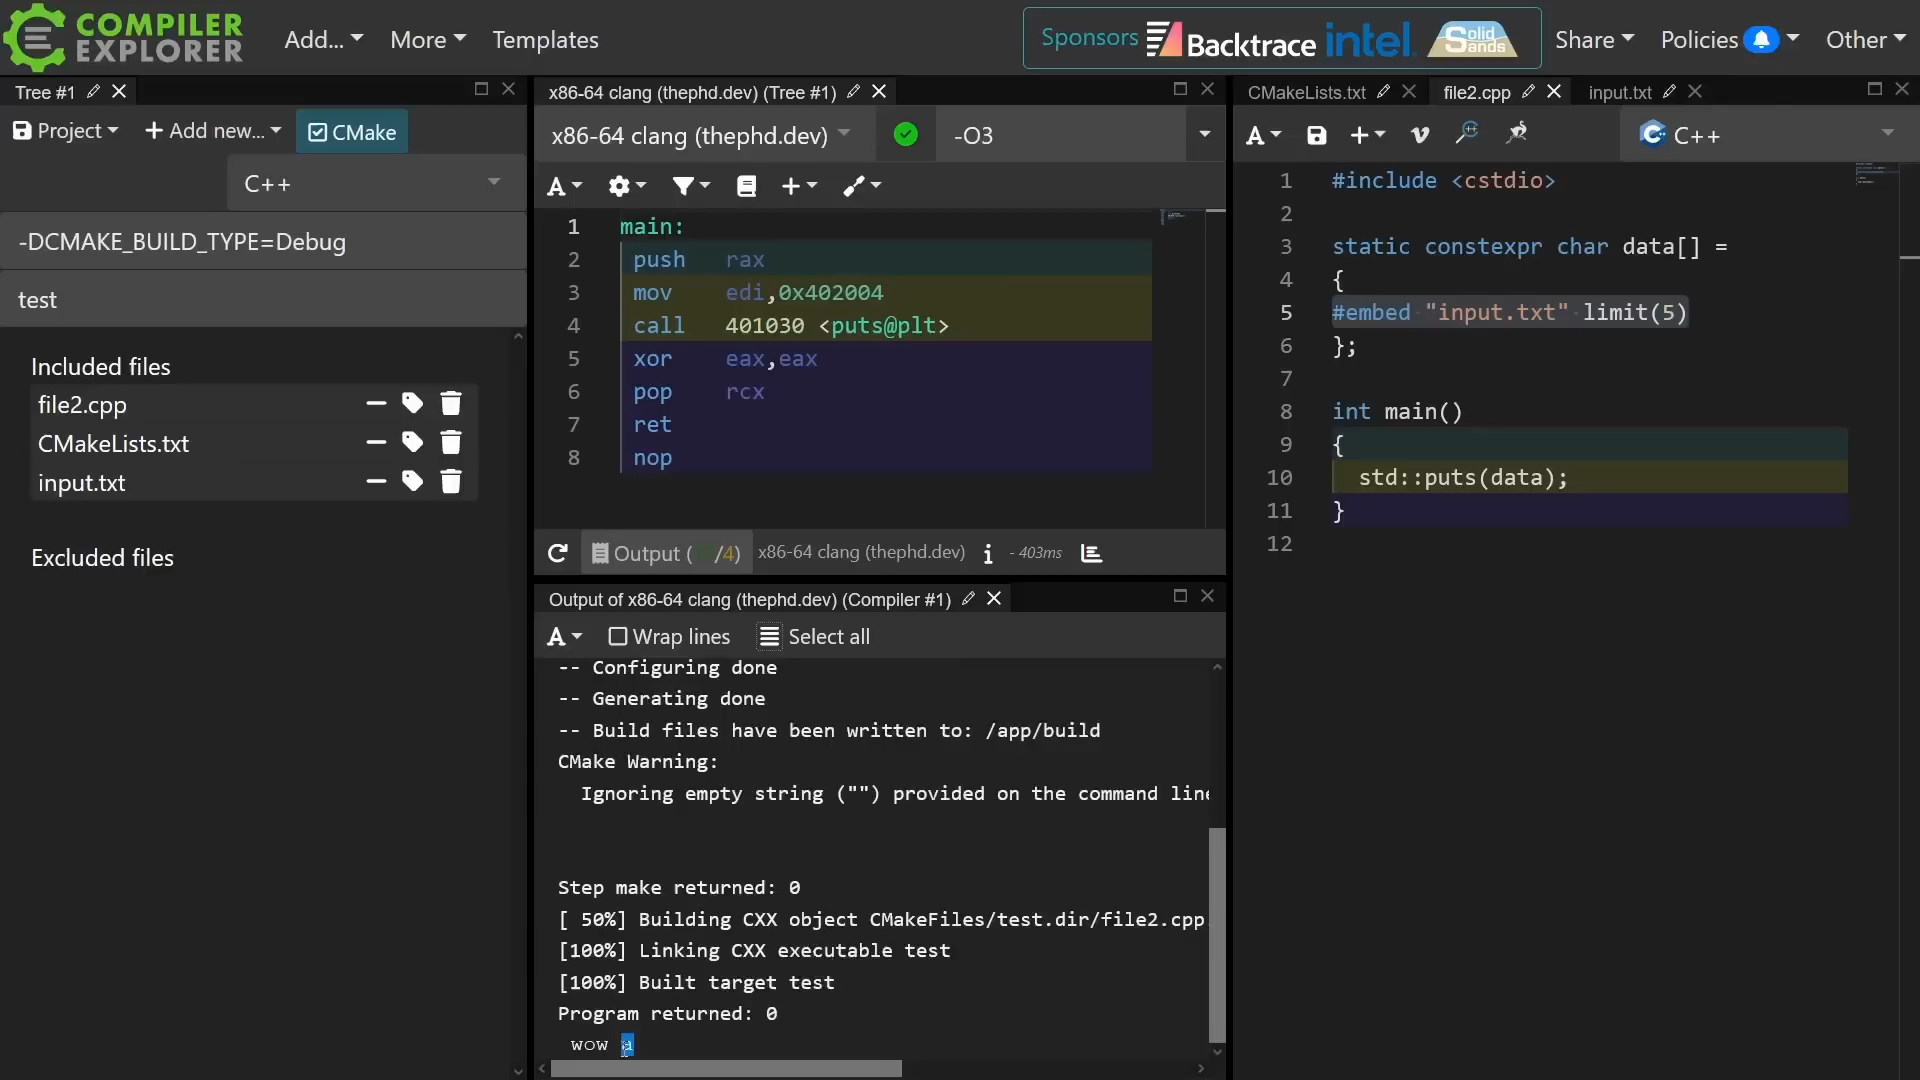 COMPILER
EXPLORER
Add...
More
Templates
Sponsors
Backtrace
intel.
Solid
Sands
Share
Policies
Other
Tree #1
Project
Add new...
CMake
C++
-DCMAKE_BUILD_TYPE=Debug
test
Included files
file2.cpp
CMakeLists.txt
input.txt
Excluded files
x86-64 clang (thephd.dev) (Tree #1)
x86-64 clang (thephd.dev)
-O3
A
1 main:
2 push rax
3 mov edi,0x402004
4 call 401030 <puts@plt>
5 xor eax,eax
6 pop rcx
7 ret
8 nop
Output ( /4) x86-64 clang (thephd.dev) i - 403ms
Output of x86-64 clang (thephd.dev) (Compiler #1)
A Wrap lines Select all
-- Configuring done
-- Generating done
-- Build files have been written to: /app/build
CMake Warning:
Ignoring empty string ("") provided on the command line
Step make returned: 0
[ 50%] Building CXX object CMakeFiles/test.dir/file2.cpp.
[100%] Linking CXX executable test
[100%] Built target test
Program returned: 0
wow a
CMakeLists.txt
file2.cpp
input.txt
A
C++
1 #include <cstdio>
2
3 static constexpr char data[] =
4 {
5 #embed "input.txt" limit(5)
6 };
7
8 int main()
9 {
10 std::puts(data);
11 }
12